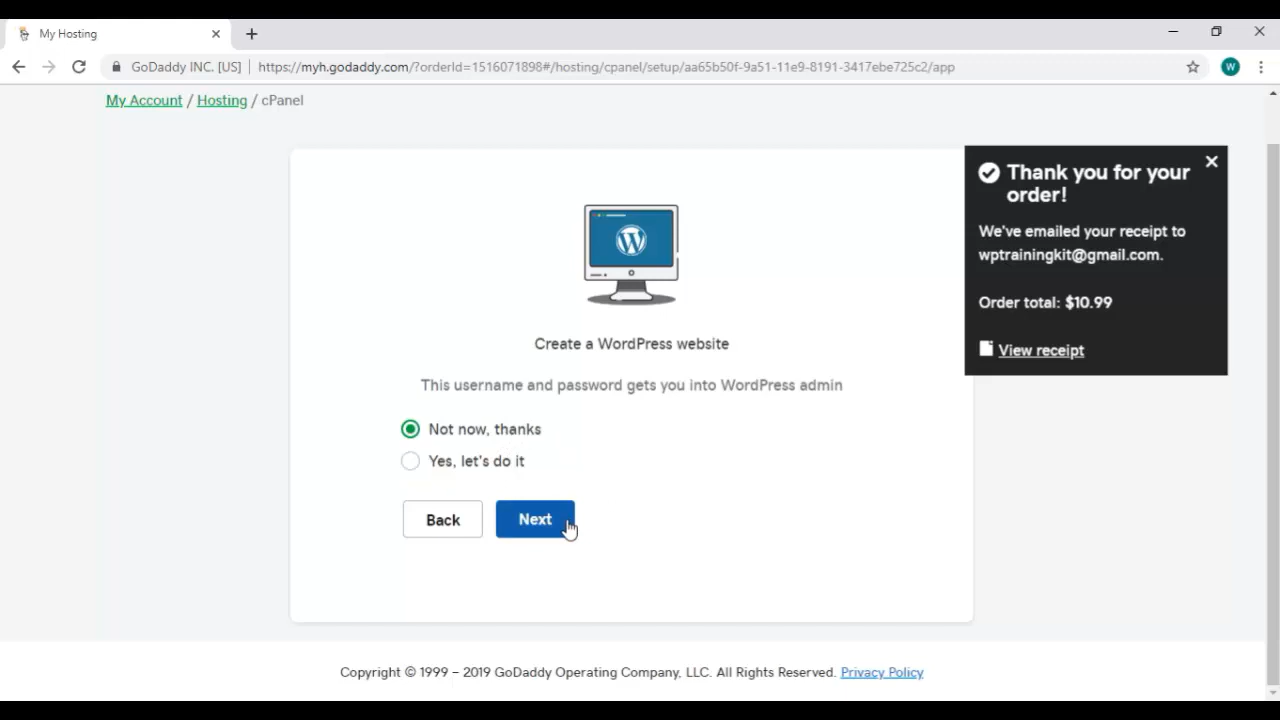 My Hosting
GoDaddy INC. [US] | https://myh.godaddy.com/?orderId=1516071898#/hosting/cpanel/setup/aa65b50f-9a51-11e9-8191-3417ebe725c2/app
W
My Account / Hosting / cPanel
Thank you for your
order!
We've emailed your receipt to
wptrainingkit@gmail.com.
Order total: $10.99
View receipt
W
Create a WordPress website
This username and password gets you into WordPress admin
Not now, thanks
Yes, let's do it
Back
Next
Copyright © 1999 – 2019 GoDaddy Operating Company, LLC. All Rights Reserved. Privacy Policy